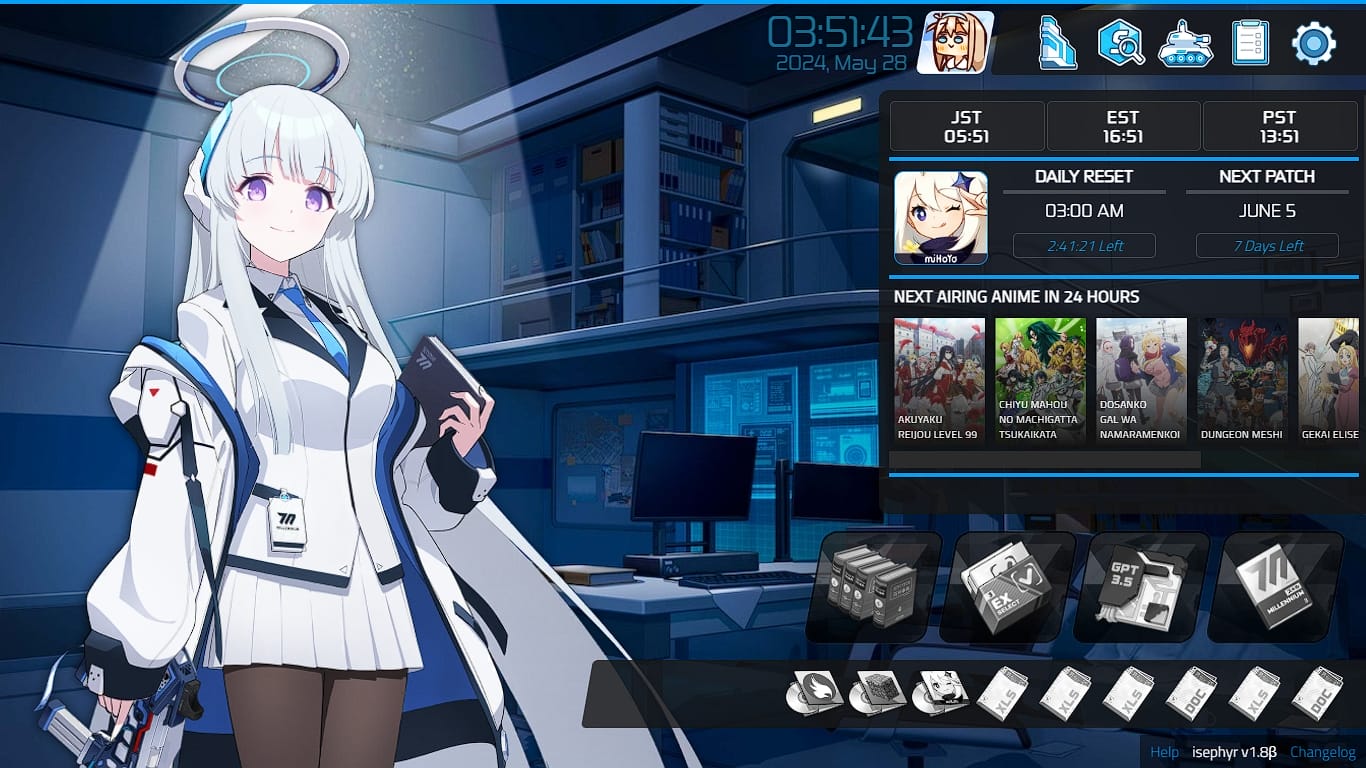 03:51:43
2024, May 28
JST
05:51
EST
16:51
PST
13:51
DAILY RESET
03:00 AM
2:41:21 Left
NEXT PATCH
JUNE 5
7 Days Left
miHoYo
NEXT AIRING ANIME IN 24 HOURS
AKUYAKU
REIJOU LEVEL 99
CHIYU MAHOU
NO MACHIGATTA
TSUKAIKATA
DOSANKO
GAL WA
NAMARAMENKOI
DUNGEON MESHI
GEKAI ELISE
EX
SELECT
GPT
3.5
EXAM
MILLENNIUM
MILLENNIUM
XLS
XLS
XLS
DOC
XLS
DOC
Help
isephyr v1.8β
Changelog